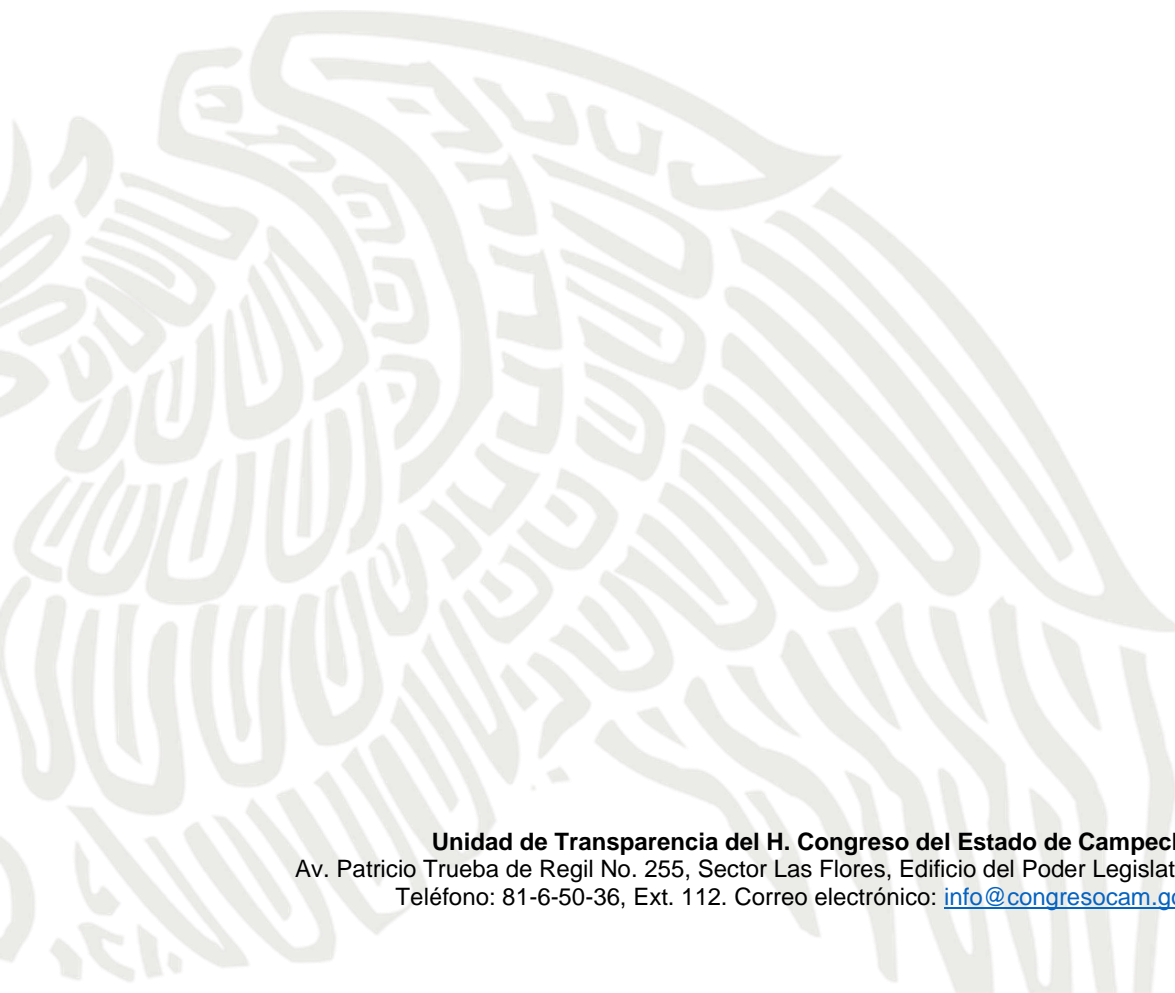 Unidad de Transparencia del H. Congreso del Estado de
Av. Patricio Trueba de Regil No. 255, Sector Las Flores, Edificio del Poder
Teléfono: 81-6-50-36, Ext. 112. Correo electrónico: